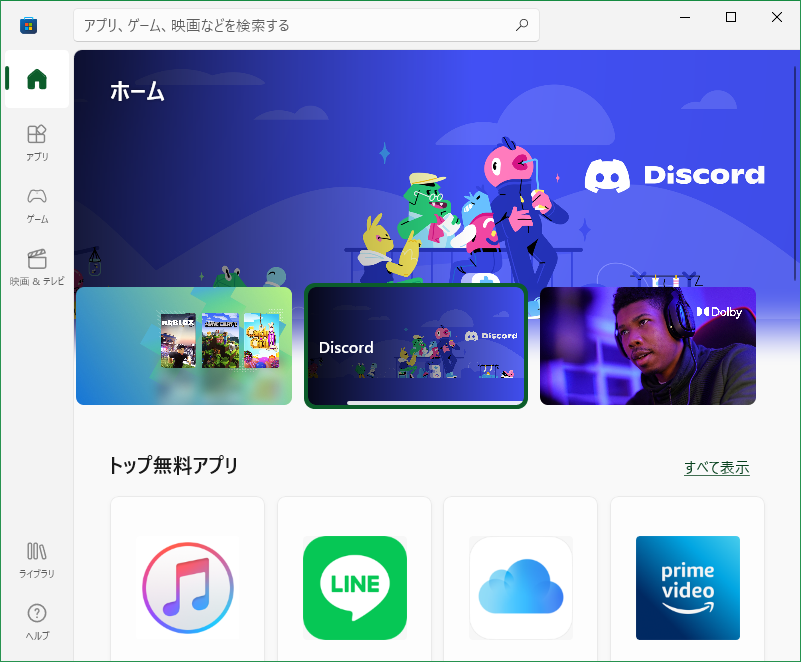 アプリ、ゲーム、映画などを検索する
ホーム
アプリ
ゲーム
映画 & テレビ
Discord
ROBLOX
Discord
Discord
Dolby
トップ無料アプリ
すべて表示
LINE
prime
video
ライブラリ
ヘルプ